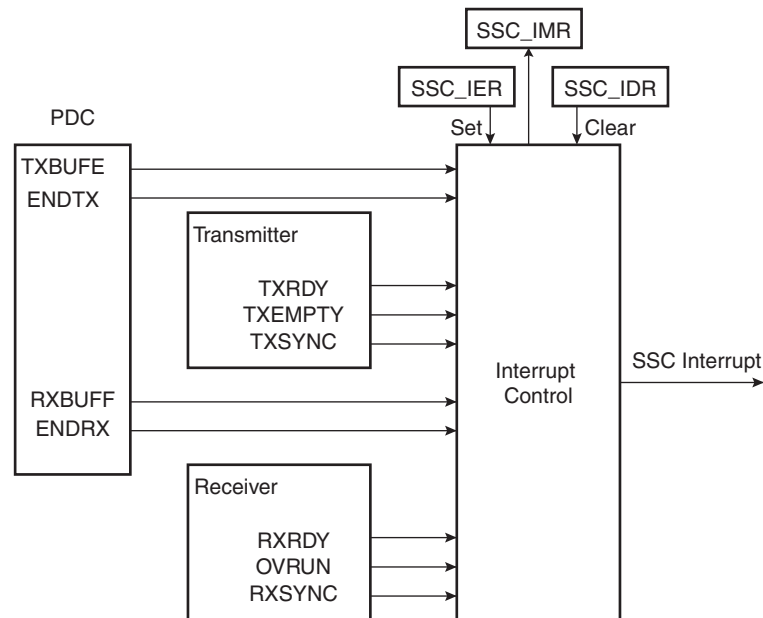 SSC_IMR
SSC_IER
SSC_IDR
Set
Clear
PDC
TXBUFE
ENDTX
Transmitter
TXRDY
TXEMPTY
TXSYNC
RXBUFF
ENDRX
Receiver
RXRDY
OVRUN
RXSYNC
Interrupt
Control
SSC Interrupt